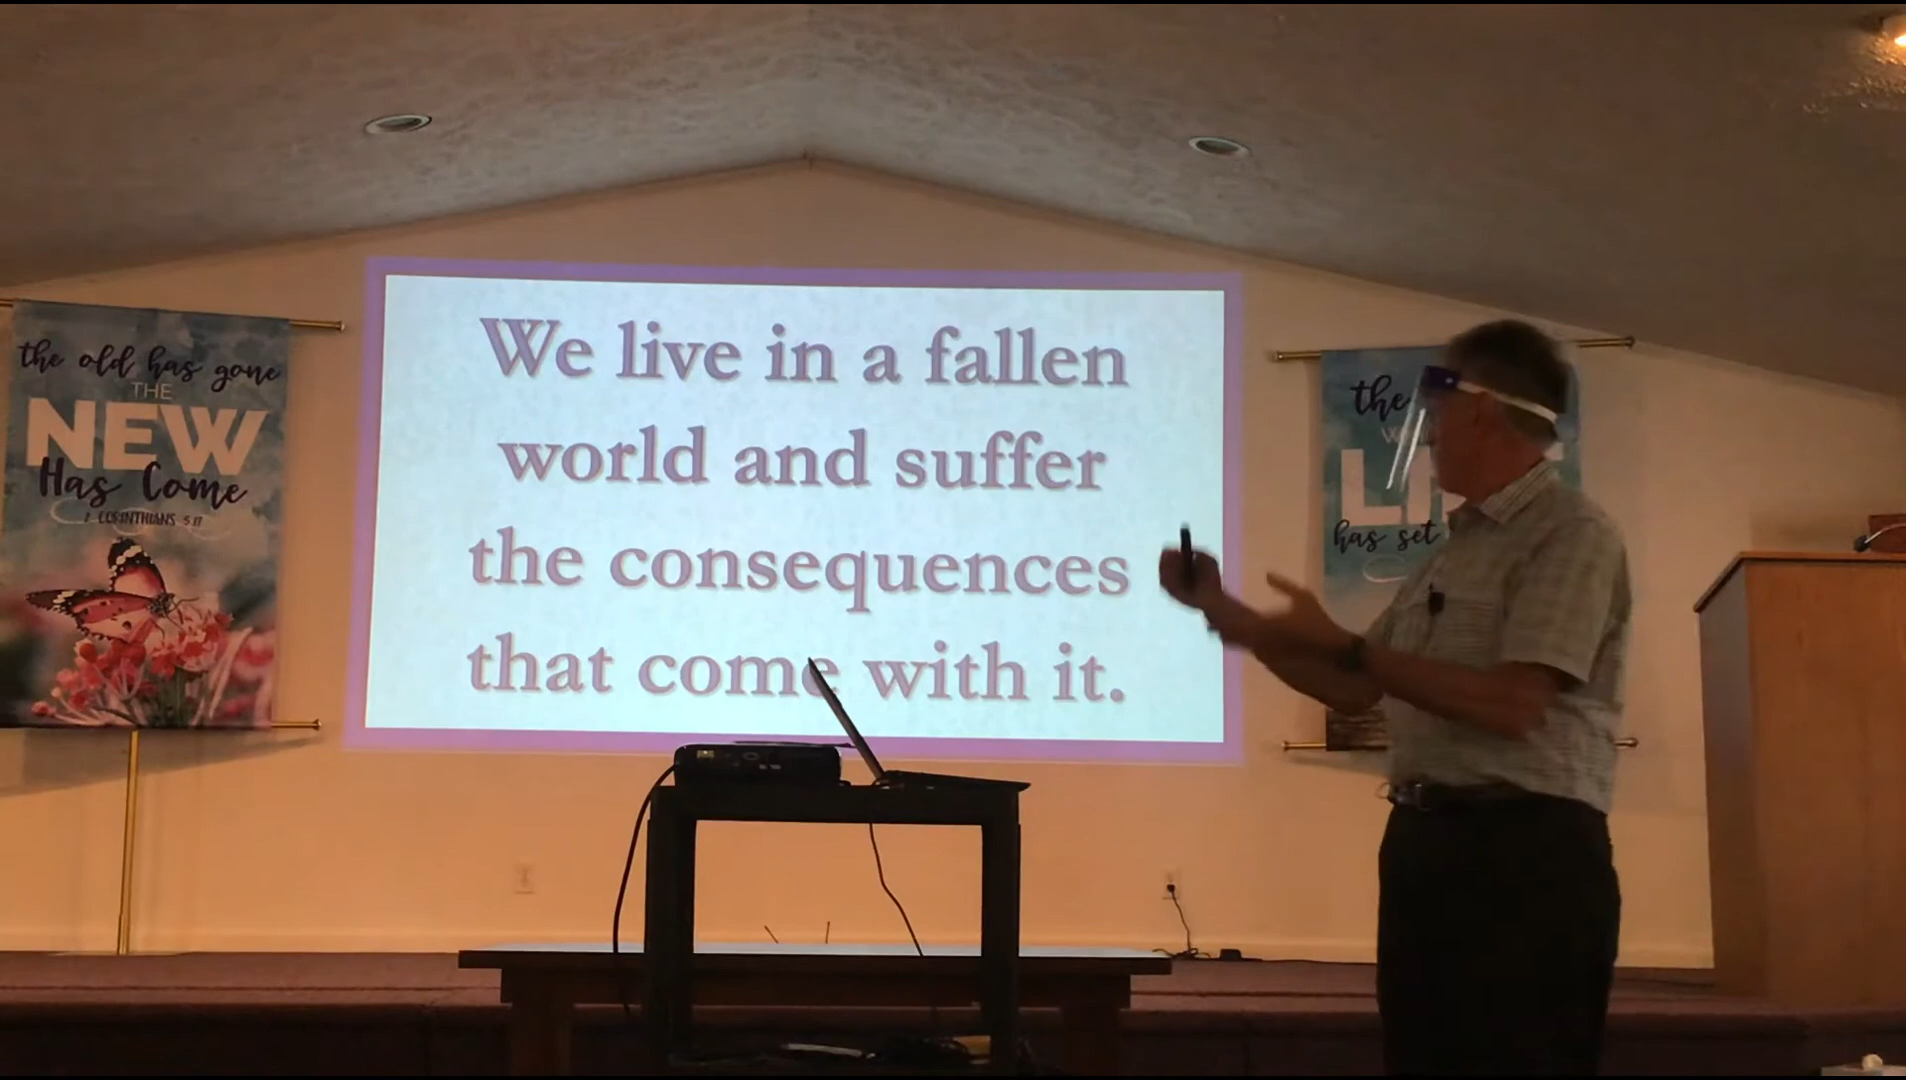 the old has gone
THE
NEW
Has Come
2 CORINTHIANS 5:17
We live in a fallen
world and suffer
the consequences
that come with it.
the
has set